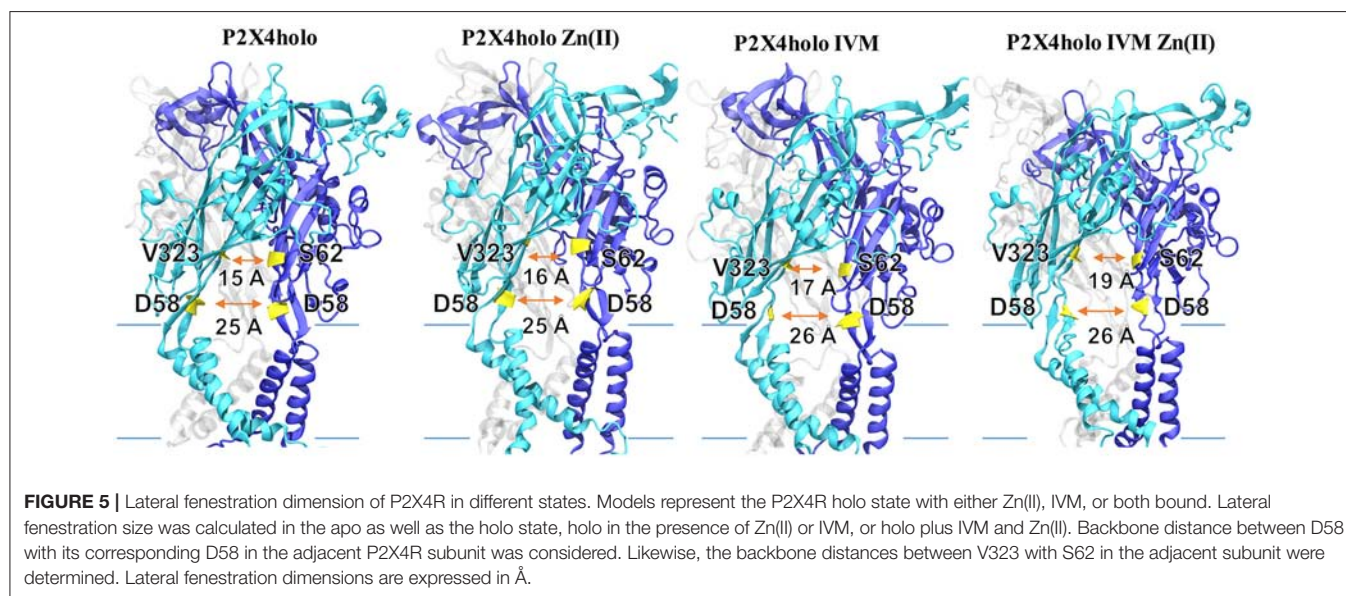 P2X4holo
P2X4holo Zn(II)
P2X4holo IVM
P2X4holo IVM Zn(II)
V323
S62
15 A
D58
D58
25 A
V323
S62
16 A
D58
D58
25 A
V323
S62
17 A
D58
D58
26 A
V323
S62
19 A
D58
D58
26 A
FIGURE 5 | Lateral fenestration dimension of P2X4R in different states. Models represent the P2X4R holo state with either Zn(II), IVM, or both bound. Lateral
fenestration size was calculated in the apo as well as the holo state, holo in the presence of Zn(II) or IVM, or holo plus IVM and Zn(II). Backbone distance between D58
with its corresponding D58 in the adjacent P2X4R subunit was considered. Likewise, the backbone distances between V323 with S62 in the adjacent subunit were
determined. Lateral fenestration dimensions are expressed in Å.